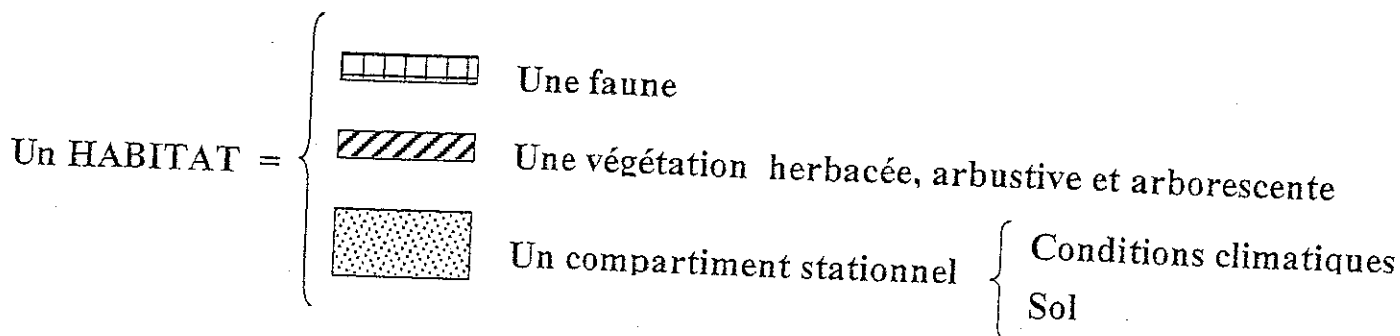 Une faune
Un HABITAT =
Une végétation herbacée, arbustive et arborescente
Un compartiment stationnel
Conditions climatiques
Sol